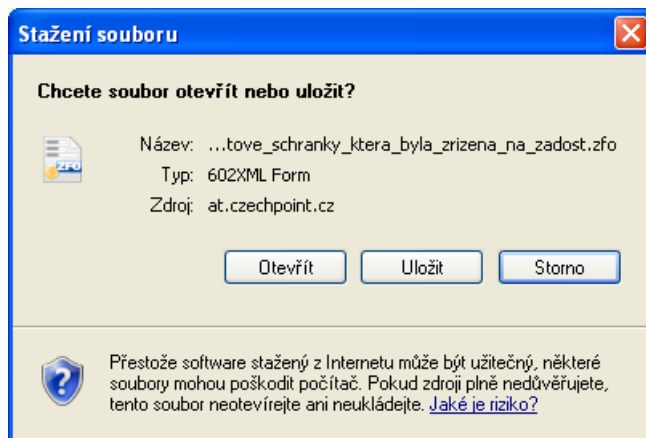 Stažení souboru
Chcete soubor otevřít nebo uložit?
ZFO
Název: ...tove_schranky_ktera_byla_zrizena_na_zadost.zfo
Typ: 602XML Form
Zdroj: at.czechpoint.cz
Otevřít Uložit Storno
Přestože software stažený z Internetu může být užitečný, některé
soubory mohou poškodit počítač. Pokud zdroji plně nedůvěřujete,
tento soubor neotevírejte ani neukládejte. Jaké je riziko?